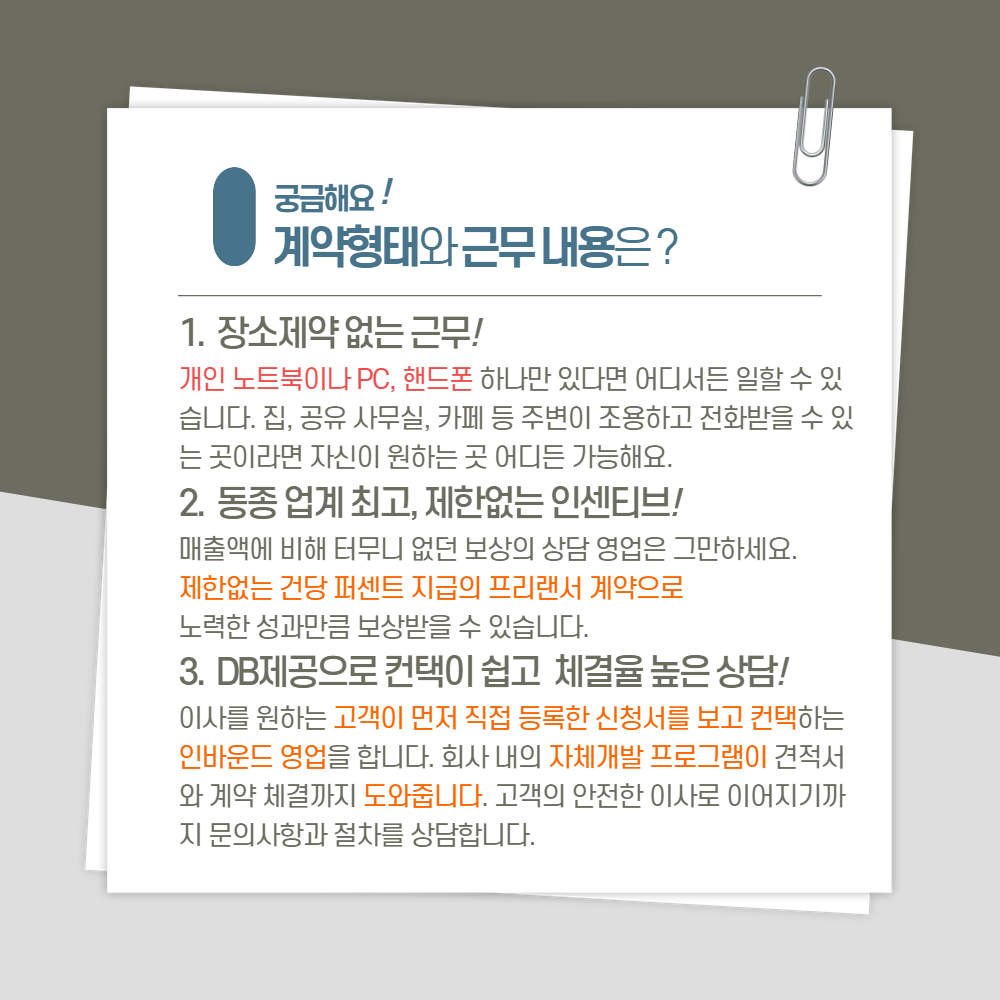 궁금해요!
계약형태와 근무 내용은?
1. 장소제약 없는 근무!
개인 노트북이나 PC, 핸드폰 하나만 있다면 어디서든 일할 수 있
습니다. 집, 공유 사무실, 카페 등 주변이 조용하고 전화받을 수 있
는 곳이라면 자신이 원하는 곳 어디든 가능해요.
2. 동종 업계 최고, 제한없는 인센티브!
매출액에 비해 터무니 없던 보상의 상담 영업은 그만하세요.
제한없는 건당 퍼센트 지급의 프리랜서 계약으로
노력한 성과만큼 보상받을 수 있습니다.
3. DB제공으로 컨택이 쉽고 체결율 높은 상담!
이사를 원하는 고객이 먼저 직접 등록한 신청서를 보고 컨택하는
인바운드 영업을 합니다. 회사 내의 자체개발 프로그램이 견적서
와 계약 체결까지 도와줍니다. 고객의 안전한 이사로 이어지기까
지 문의사항과 절차를 상담합니다.